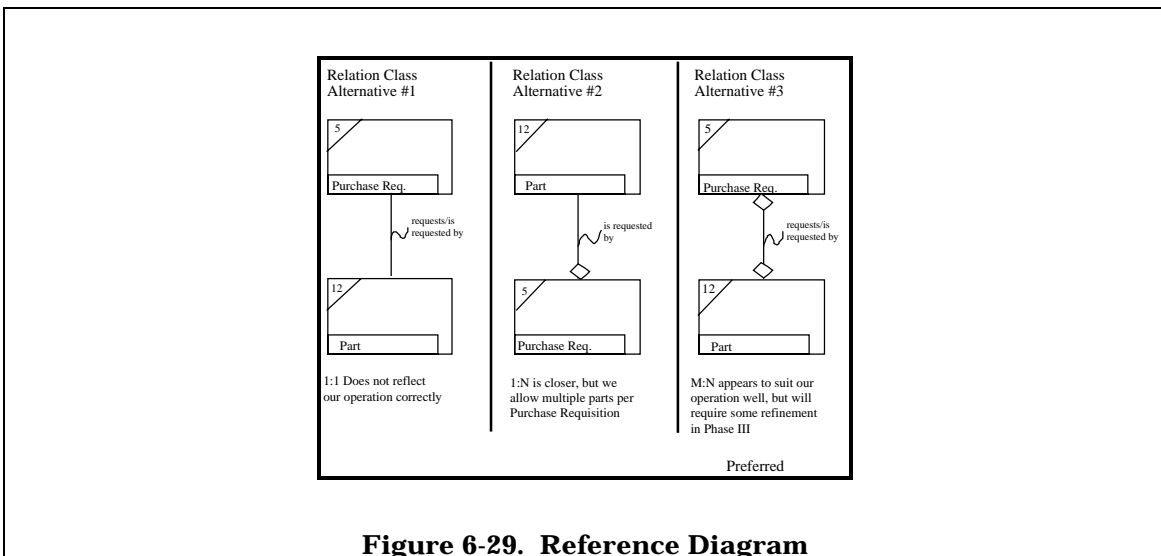 Relation Class
Alternative #1
5
Purchase Req.
requests/is
requested by
12
Part
1:1 Does not reflect
our operation correctly
Relation Class
Alternative #2
12
Part
is requested
by
5
Purchase Req.
1:N is closer, but we
allow multiple parts per
Purchase Requisition
Relation Class
Alternative #3
5
Purchase Req.
requests/is
requested by
12
Part
M:N appears to suit our
operation well, but will
require some refinement
in Phase III
Preferred
Figure 6-29. Reference Diagram